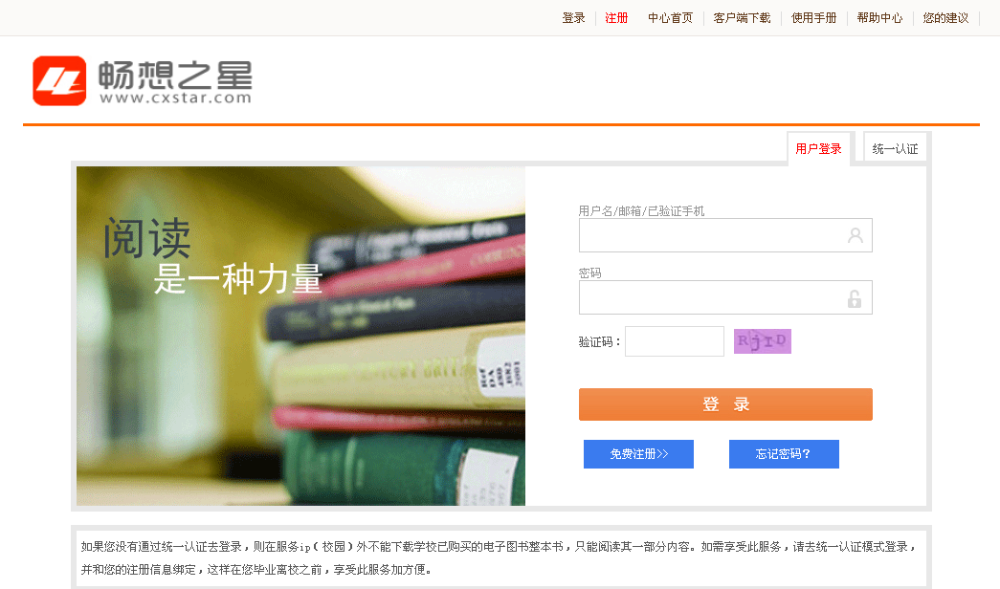 登录 注册 中心首页 客户端下载 使用手册 帮助中心 您的建议
畅想之星
www.cxstar.com
用户登录 统一认证
阅读
是一种力量
用户名/邮箱/已验证手机
密码
验证码： RjID
登 录
免费注册>> 忘记密码?
如果您没有通过统一认证去登录，则在服务ip（校园）外不能下载学校已购买的电子图书整本书，只能阅读其一部分内容。如需享受此服务，请去统一认证模式登录，
并和您的注册信息绑定，这样在您毕业离校之前，享受此服务加方便。